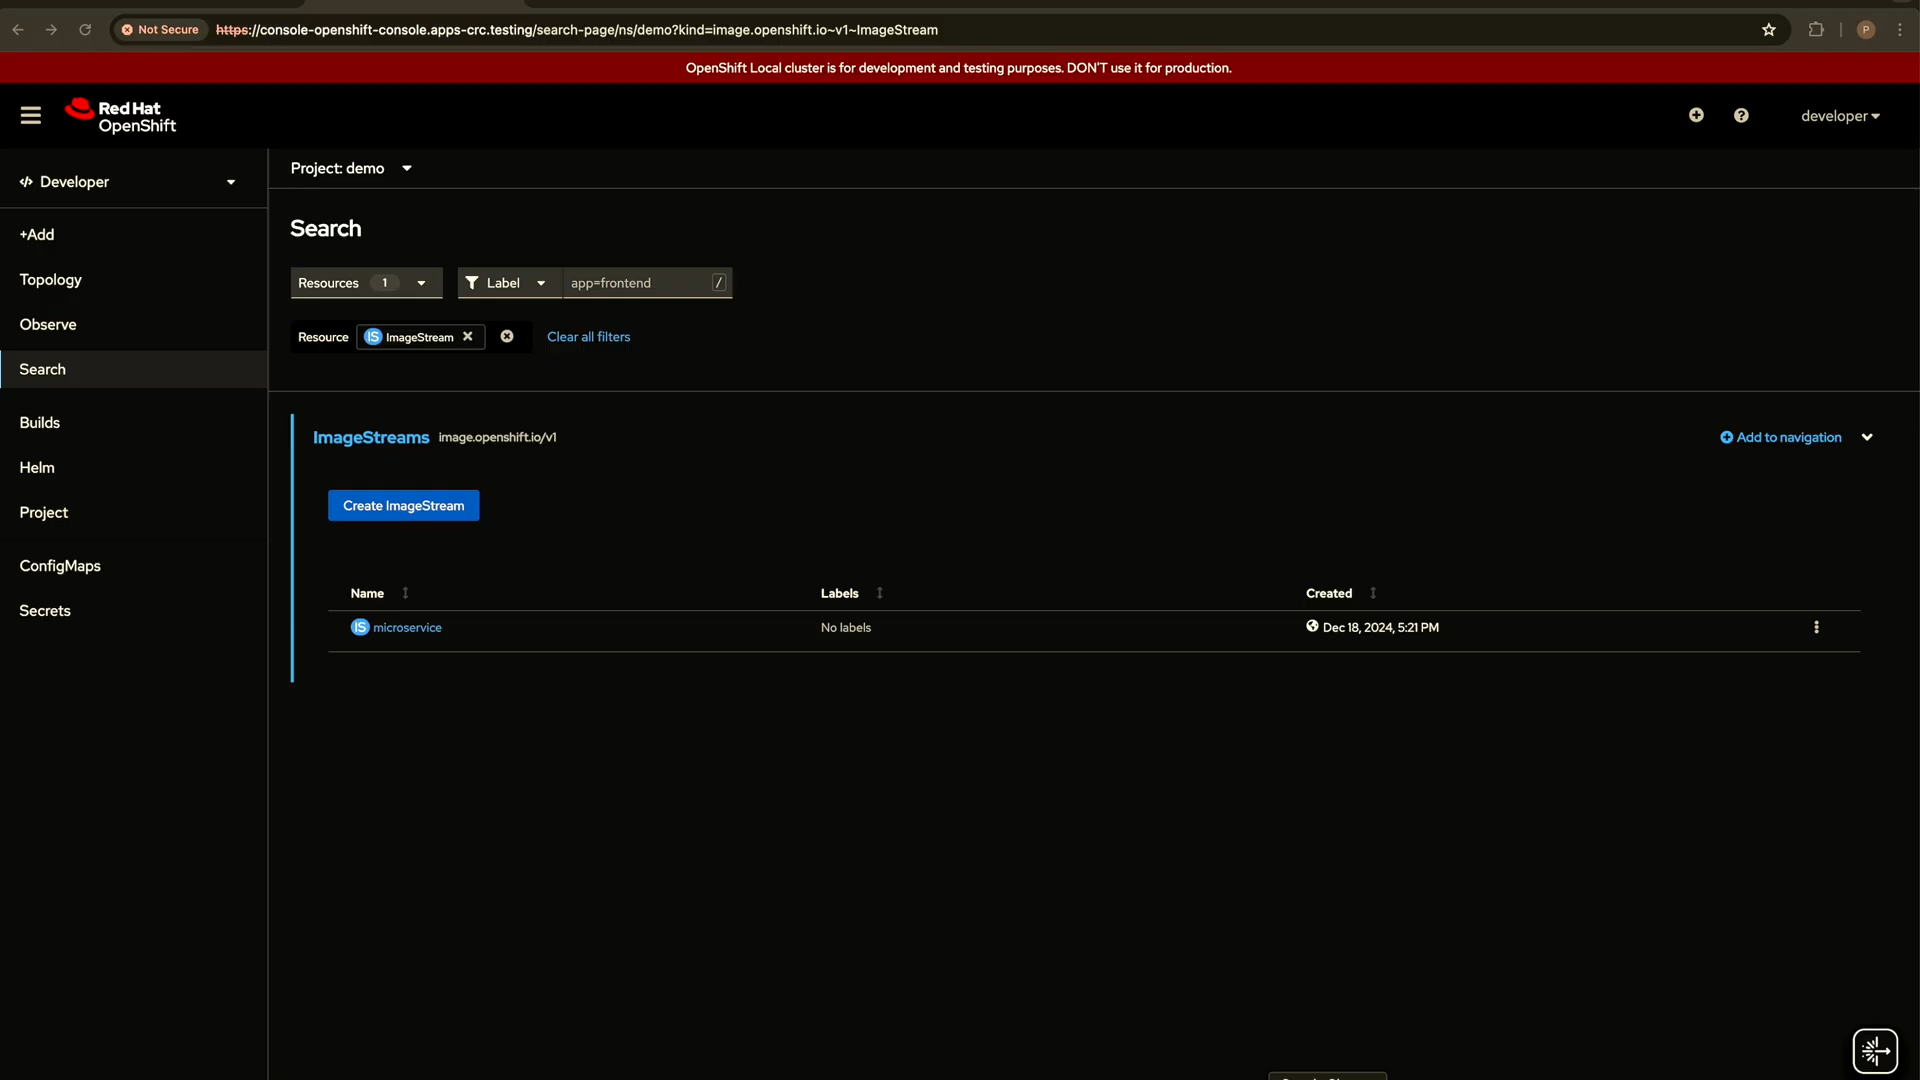 Not Secure https://console-openshift-console.apps-crc.testing/search-page/ns/demo?kind=image.openshift.io~v1~ImageStream P
OpenShift Local cluster is for development and testing purposes. DON'T use it for production.
Red Hat
OpenShift
? developer
Developer
Project: demo
+Add
Topology
Observe
Search
Builds
Helm
Project
ConfigMaps
Secrets
Search
Resources 1 Label app=frontend /
Resource IS ImageStream Clear all filters
ImageStreams image.openshift.io/v1 Add to navigation
Create ImageStream
Name Labels Created
IS microservice No labels Dec 18, 2024, 5:21 PM